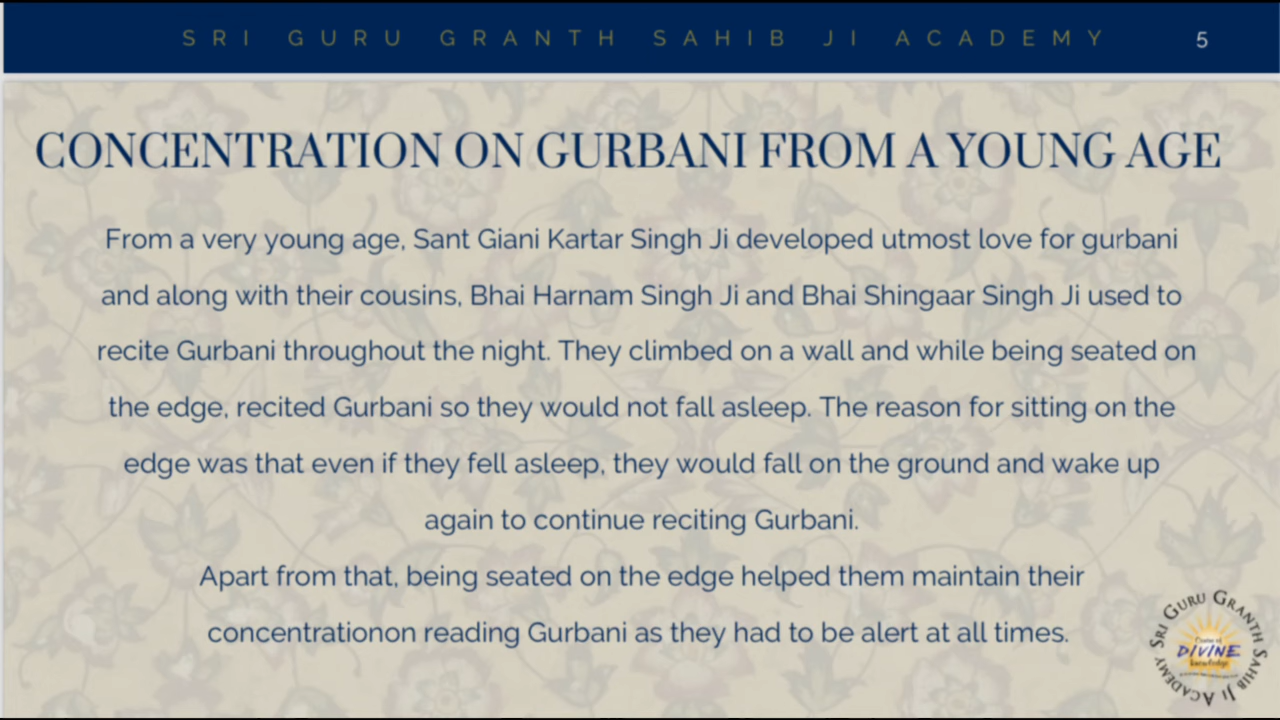 SRI GURU GRANTH SAHIB JI ACADEMY
5
CONCENTRATION ON GURBANI FROM A YOUNG AGE
From a very young age, Sant Giani Kartar Singh Ji developed utmost love for gurbani
and along with their cousins, Bhai Harnam Singh Ji and Bhai Shingaar Singh Ji used to
recite Gurbani throughout the night. They climbed on a wall and while being seated on
the edge, recited Gurbani so they would not fall asleep. The reason for sitting on the
edge was that even if they fell asleep, they would fall on the ground and wake up
again to continue reciting Gurbani.
Apart from that, being seated on the edge helped them maintain their
concentrationon reading Gurbani as they had to be alert at all times.
SRI GURU GRANTH SAHIB JI ACADEMY
DIVINE
knowledge